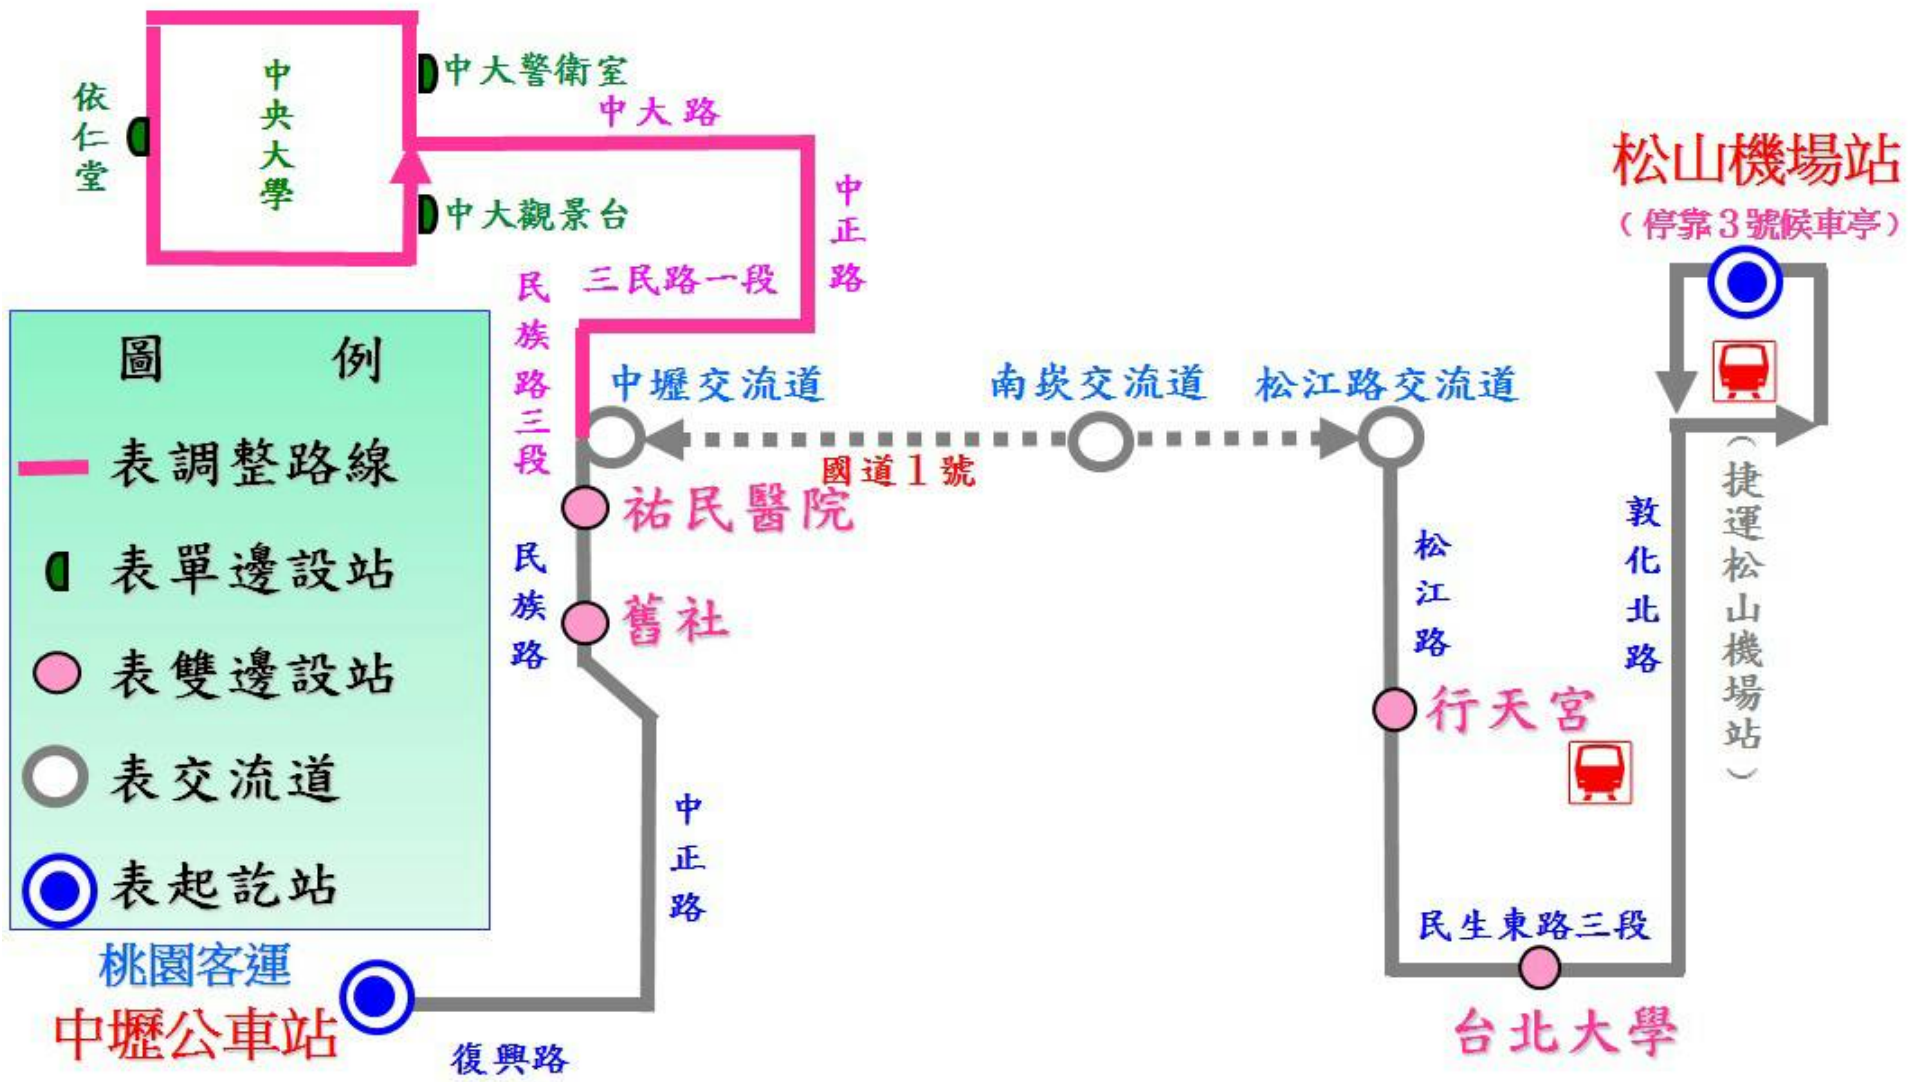 中央大學
依仁堂
中大警衛室
中大路
中大觀景台
中正路
三民路一段
民族路三段
松山機場站
(停靠3號候車亭)
圖 例
表調整路線
表單邊設站
表雙邊設站
表交流道
表起訖站
中壢交流道
南崁交流道
松江路交流道
國道1號
祐民醫院
民族路
舊社
中正路
松江路
敦化北路
(捷運松山機場站)
行天宮
民生東路三段
台北大學
桃園客運
中壢公車站
復興路